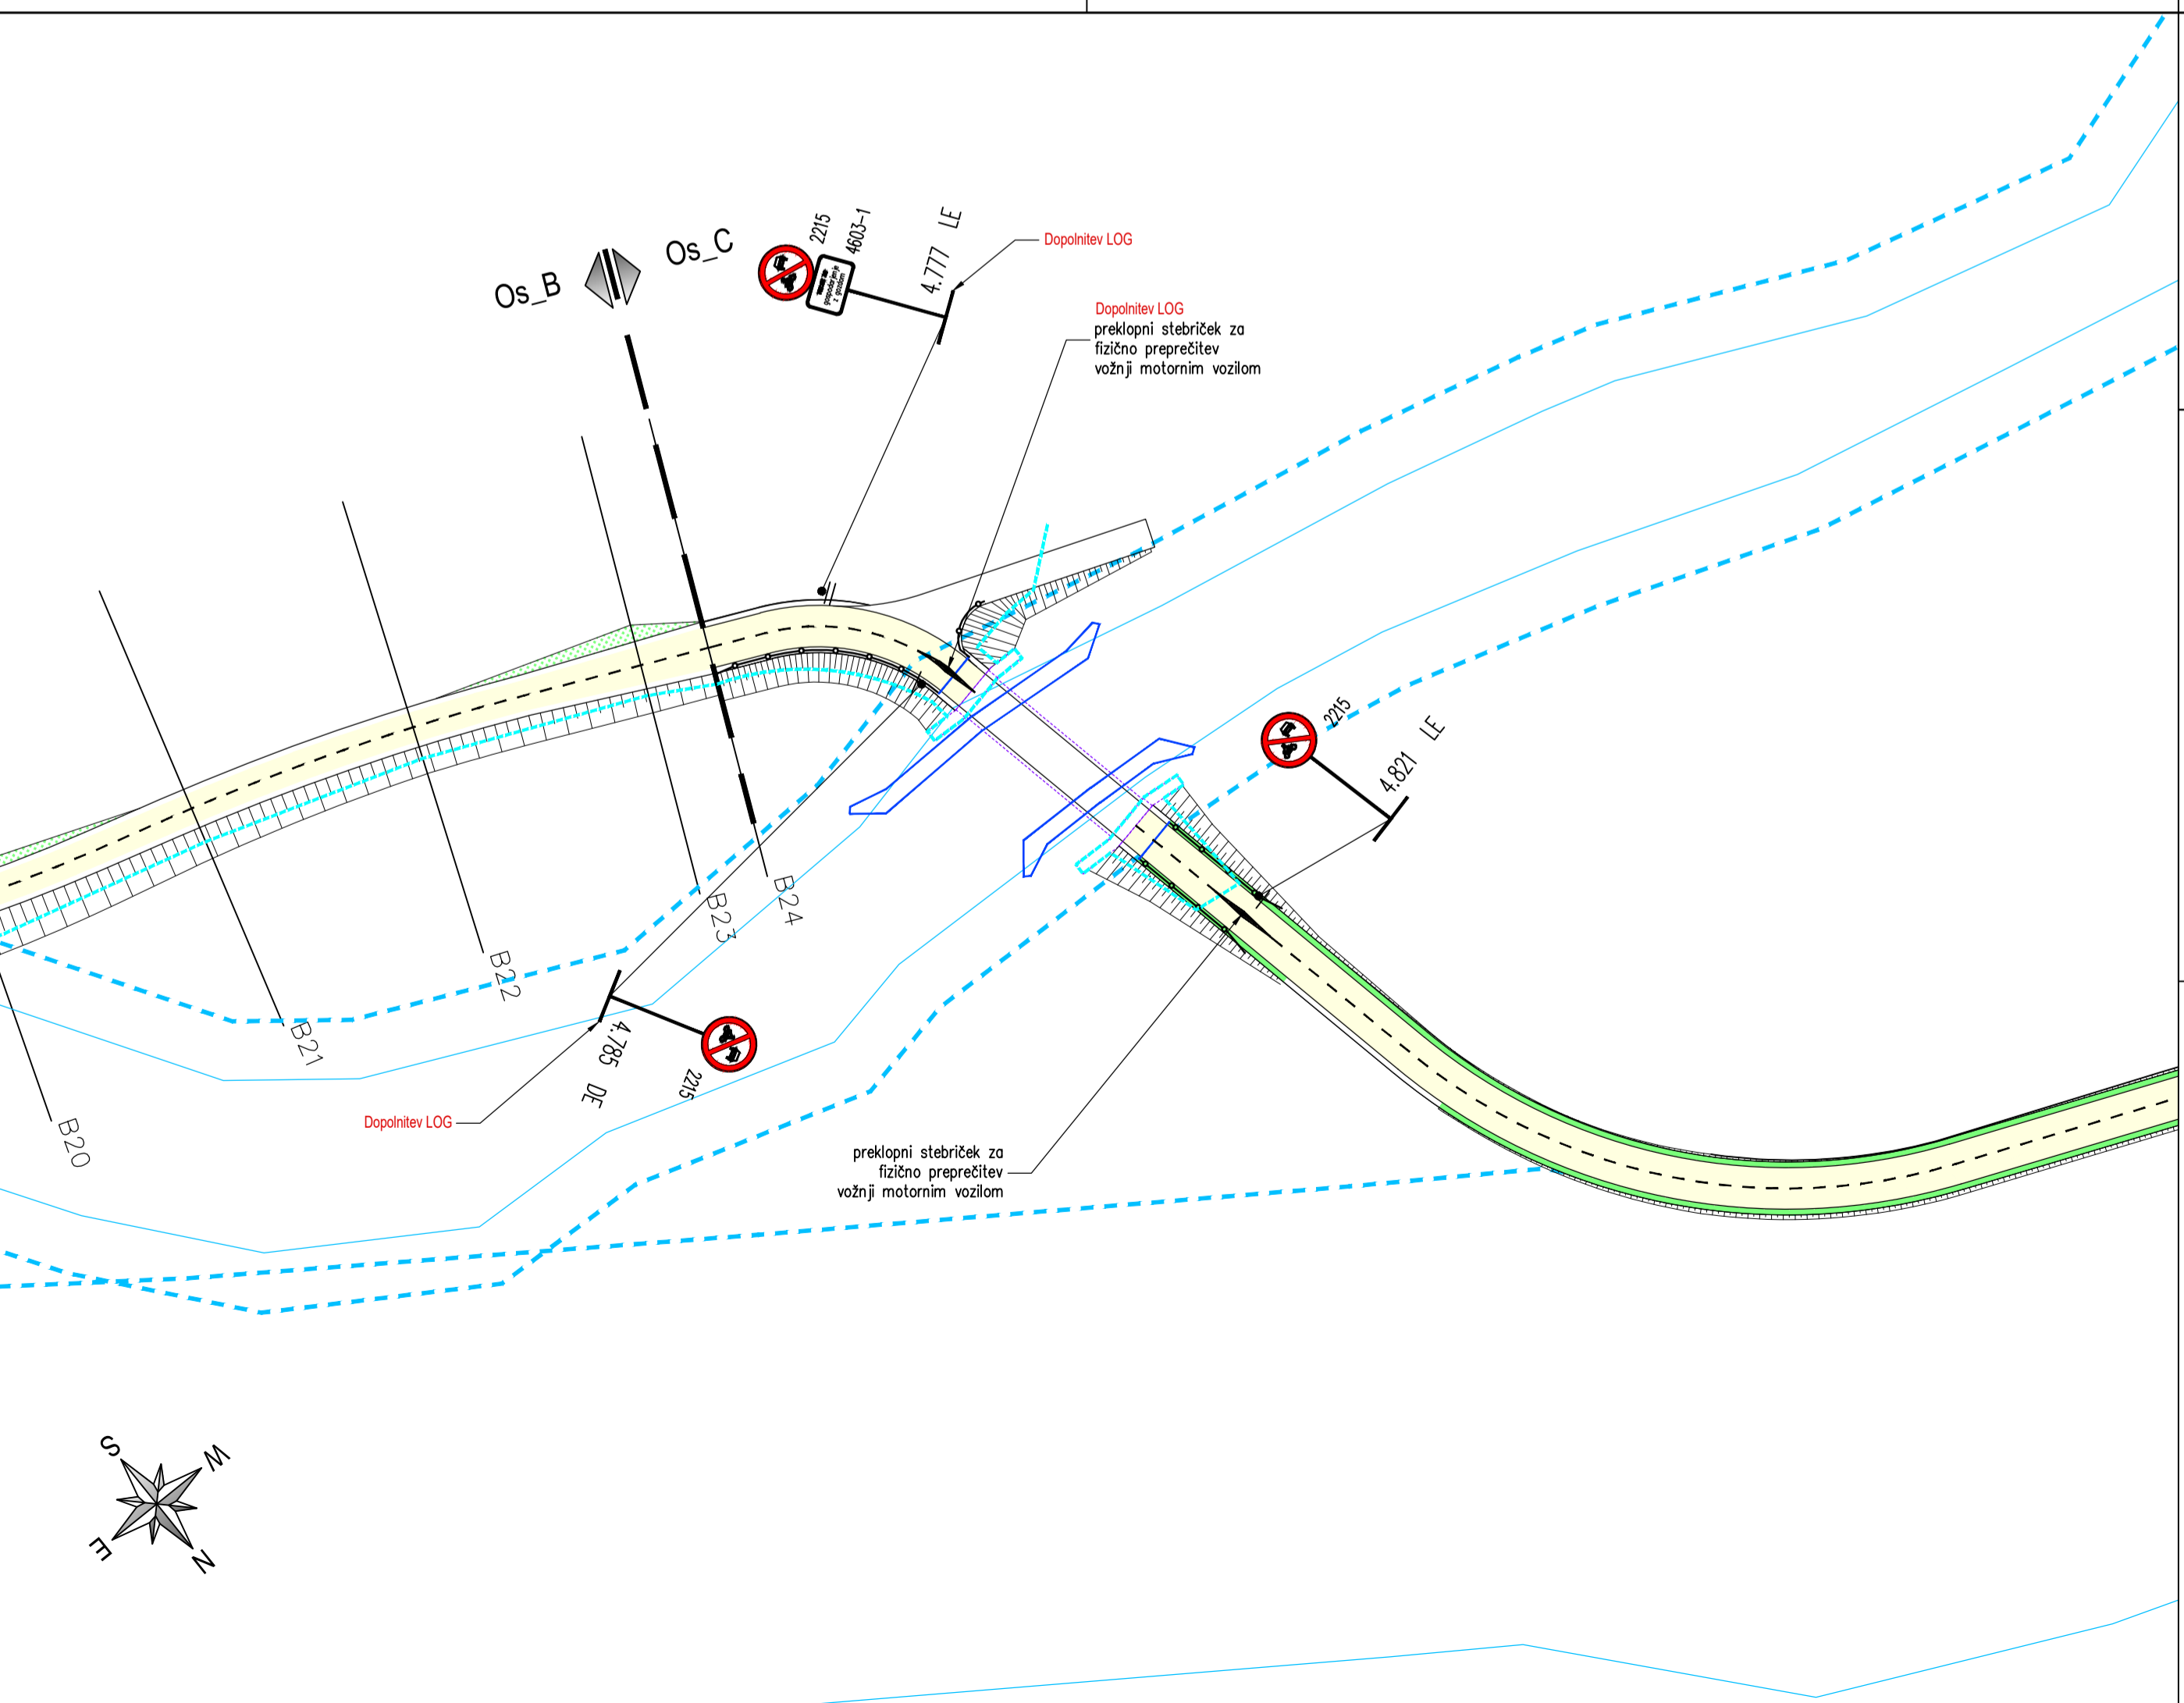 Os_B
Os_C
2215
4603-1
gospodarjenje
z gozdom
4.777 LE
Dopolnitev LOG
Dopolnitev LOG
preklopni stebriček za
fizično preprečitev
vožnji motornim vozilom
2215
4.821 LE
B24
B23
B22
B21
B20
4.785 DE
2215
Dopolnitev LOG
preklopni stebriček za
fizično preprečitev
vožnji motornim vozilom
S
W
E
N